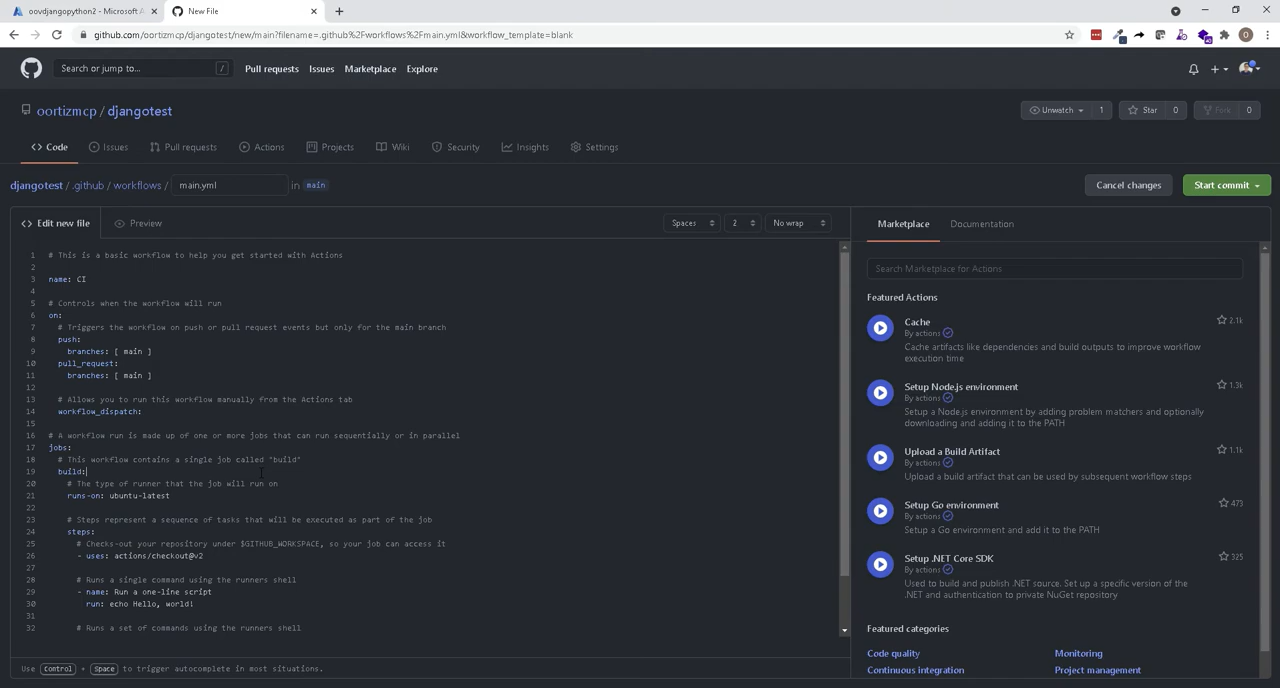 oovdjangopython2 - Microsoft A
New File
github.com/oortizmcp/djangotest/new/main?filename=.github%2Fworkflows%2Fmain.yml&workflow_template=blank
Search or jump to...
/
Pull requests
Issues
Marketplace
Explore
oortizmcp / djangotest
Unwatch 1
Star 0
Fork 0
<> Code
Issues
Pull requests
Actions
Projects
Wiki
Security
Insights
Settings
djangotest / .github / workflows / main.yml in main
Cancel changes
Start commit
<> Edit new file
Preview
Spaces
2
No wrap
1 # This is a basic workflow to help you get started with Actions
2
3 name: CI
4
5 # Controls when the workflow will run
6 on:
7 # Triggers the workflow on push or pull request events but only for the main branch
8 push:
9 branches: [ main ]
10 pull_request:
11 branches: [ main ]
12
13 # Allows you to run this workflow manually from the Actions tab
14 workflow_dispatch:
15
16 # A workflow run is made up of one or more jobs that can run sequentially or in parallel
17 jobs:
18 # This workflow contains a single job called "build"
19 build:
20 # The type of runner that the job will run on
21 runs-on: ubuntu-latest
22
23 # Steps represent a sequence of tasks that will be executed as part of the job
24 steps:
25 # Checks-out your repository under $GITHUB_WORKSPACE, so your job can access it
26 - uses: actions/checkout@v2
27
28 # Runs a single command using the runners shell
29 - name: Run a one-line script
30 run: echo Hello, world!
31
32 # Runs a set of commands using the runners shell
Use Control + Space to trigger autocomplete in most situations.
Marketplace
Documentation
Search Marketplace for Actions
Featured Actions
Cache
2.1k
By actions
Cache artifacts like dependencies and build outputs to improve workflow
execution time
Setup Node.js environment
1.3k
By actions
Setup a Node.js environment by adding problem matchers and optionally
downloading and adding it to the PATH
Upload a Build Artifact
1.1k
By actions
Upload a build artifact that can be used by subsequent workflow steps
Setup Go environment
473
By actions
Setup a Go environment and add it to the PATH
Setup .NET Core SDK
325
By actions
Used to build and publish .NET source. Set up a specific version of the
.NET and authentication to private NuGet repository
Featured categories
Code quality
Monitoring
Continuous integration
Project management